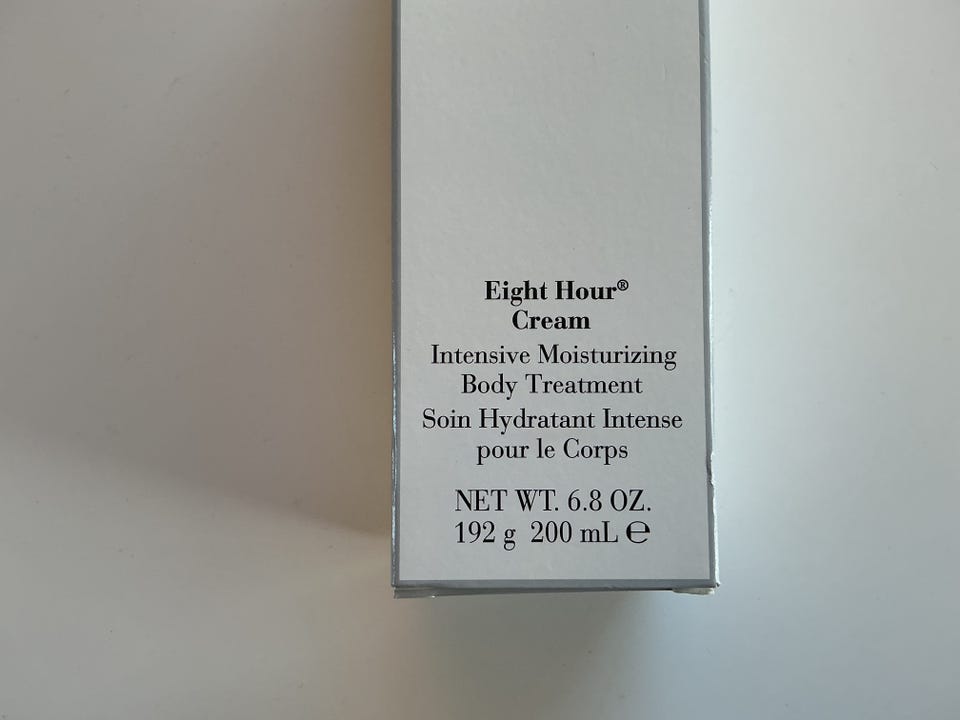 Eight Hour®
Cream
Intensive Moisturizing
Body Treatment
Soin Hydratant Intense
pour le Corps
NET WT. 6.8 OZ.
192 g 200 mL ℮